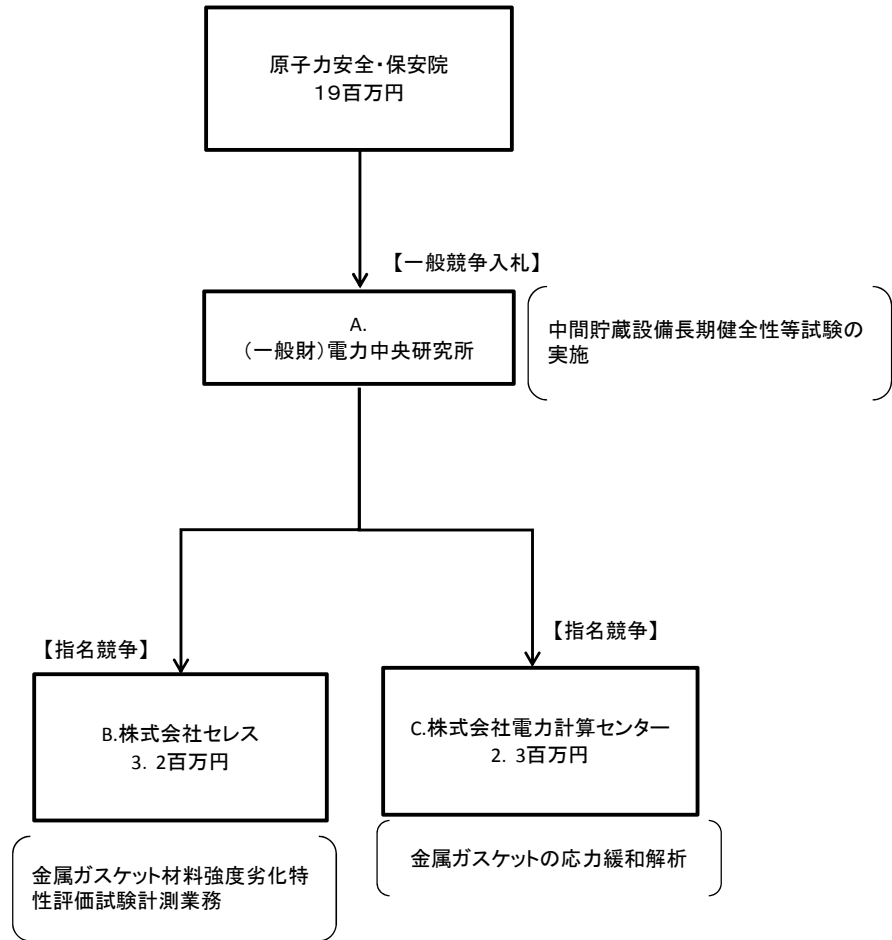 原子力安全・保安院
１9百万円
【一般競争入札】
A.
（一般財）電力中央研究所
中間貯蔵設備長期健全性等試験の
実施
【指名競争】
【指名競争】
B.株式会社セレス
3．2百万円
C.株式会社電力計算センター
2．3百万円
金属ガスケット材料強度劣化特
性評価試験計測業務
金属ガスケットの応力緩和解析